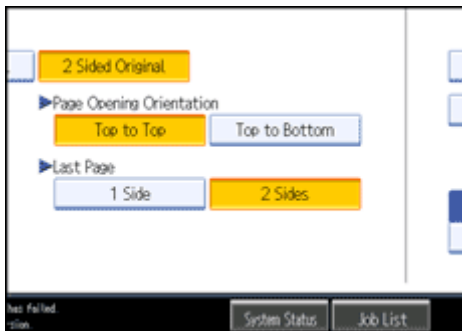 2 Sided Original
Page Opening Orientation
Top to Top
Top to Bottom
Last Page
1 Side
2 Sides
has failed.
System Status
Job List